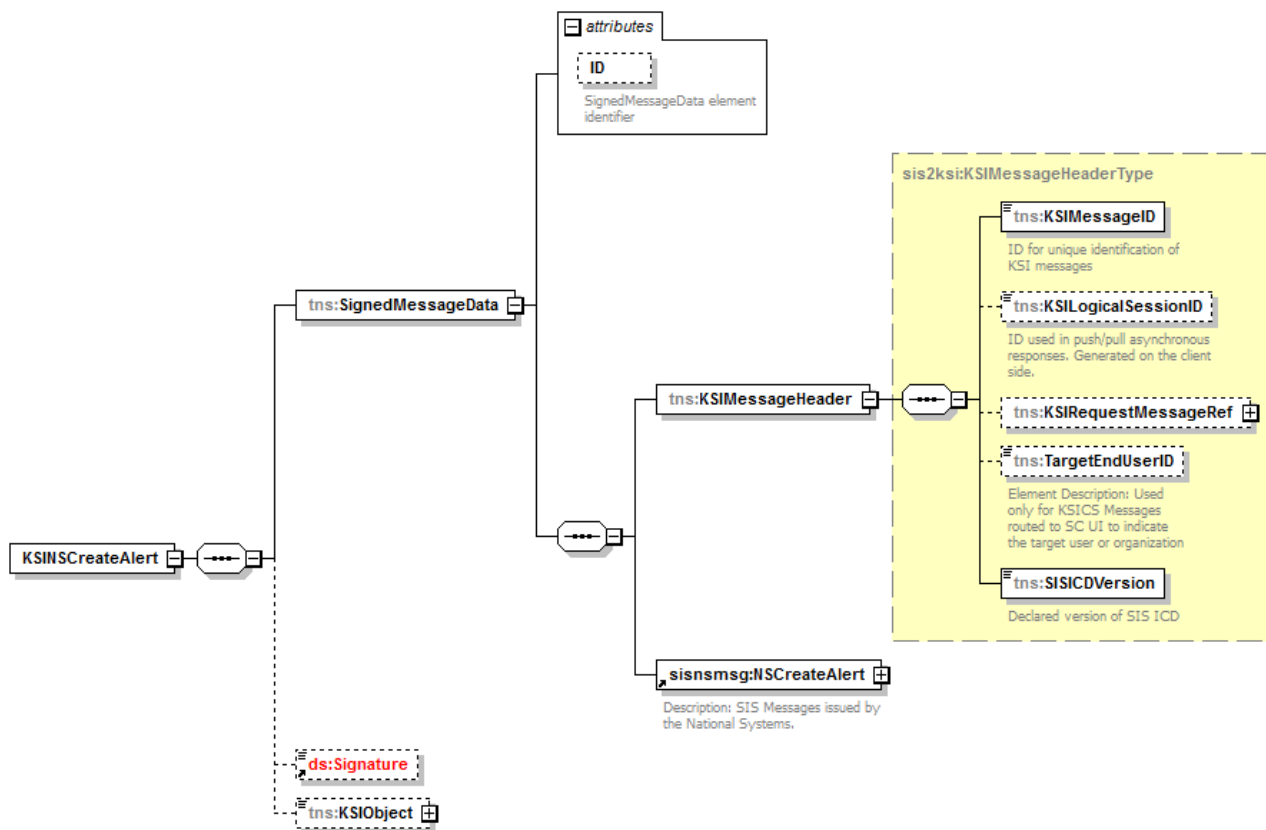 attributes
ID
SignedMessageData element
identifier
sis2ksi:KSIMessageHeaderType
tns:KSIMessageID
ID for unique identification of
KSI messages
tns:SignedMessageData
tns:KSILogicalSessionID
ID used in push/pull asynchronous
responses. Generated on the client
side.
tns:KSIMessageHeader
tns:KSIRequestMessageRef
tns:TargetEndUserID
Element Description: Used
only for KSICS Messages
routed to SC UI to indicate
the target user or organization
KSINSCreateAlert
tns:SISICDVersion
Declared version of SIS ICD
sisnsmsg:NSCreateAlert
Description: SIS Messages issued by
the National Systems.
ds:Signature
tns:KSIObject